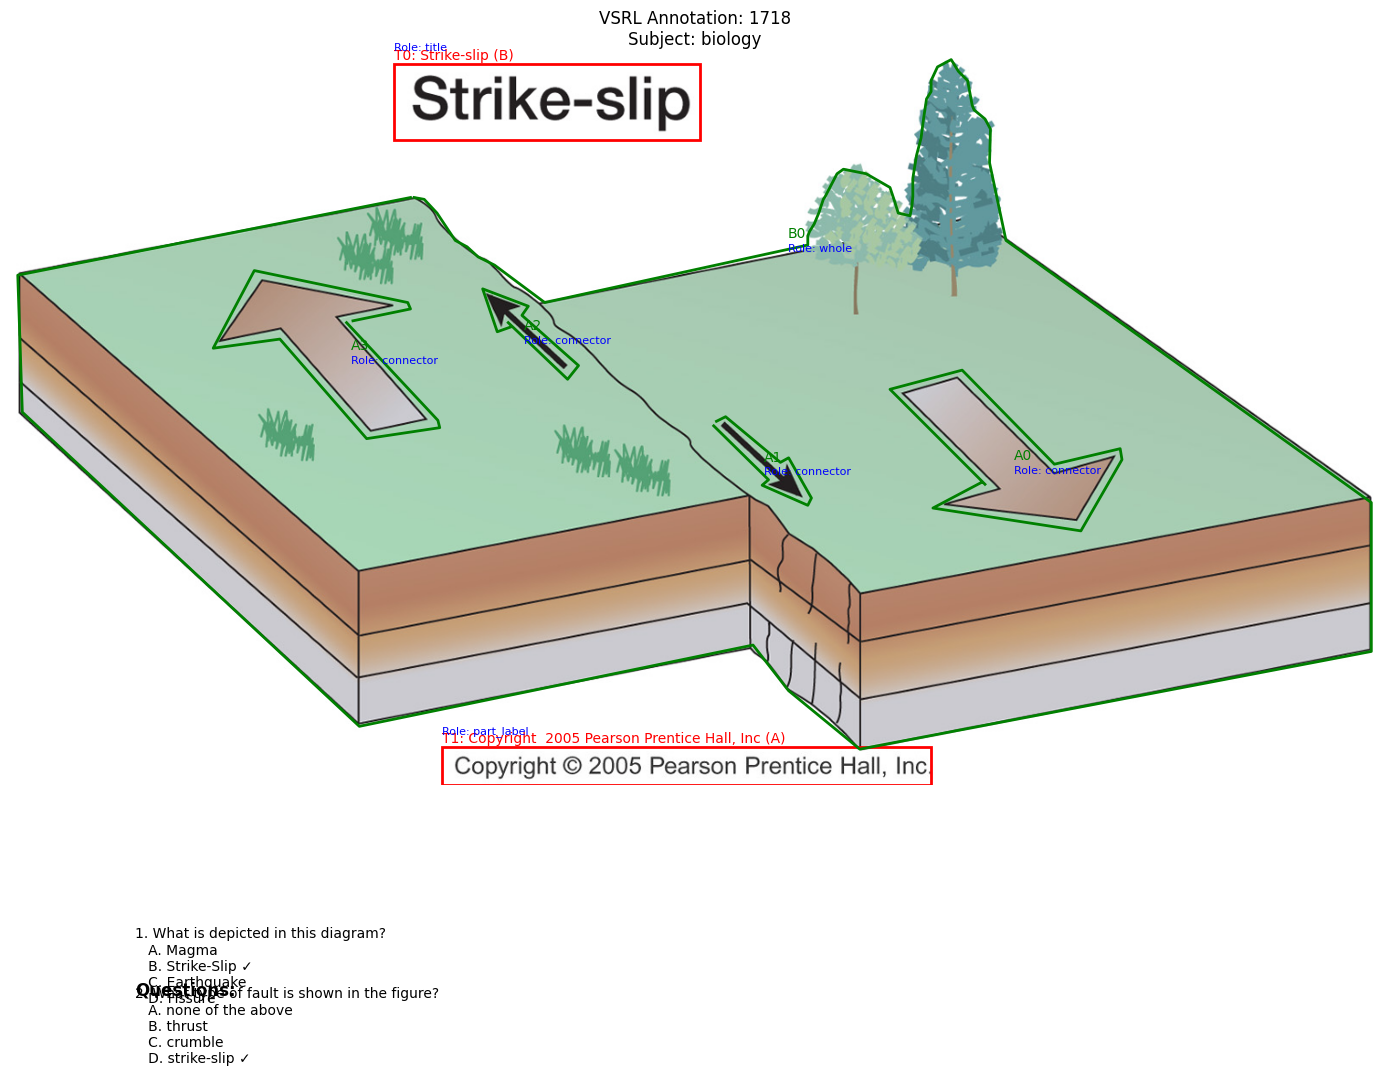 VSRL Annotation: 1718
Subject: biology
Role: title
T0: Strike-slip (B)
Strike-slip
B0
Role: whole
A2
Role: connector
A3
Role: connector
A1
Role: connector
A0
Role: connector
Role: part_label
T1: Copyright  2005 Pearson Prentice Hall, Inc (A)
Copyright © 2005 Pearson Prentice Hall, Inc.
1. What is depicted in this diagram?
A. Magma
B. Strike-Slip ✓
C. Earthquake
D. Fissure
Questions:
2. What type of fault is shown in the figure?
A. none of the above
B. thrust
C. crumble
D. strike-slip ✓